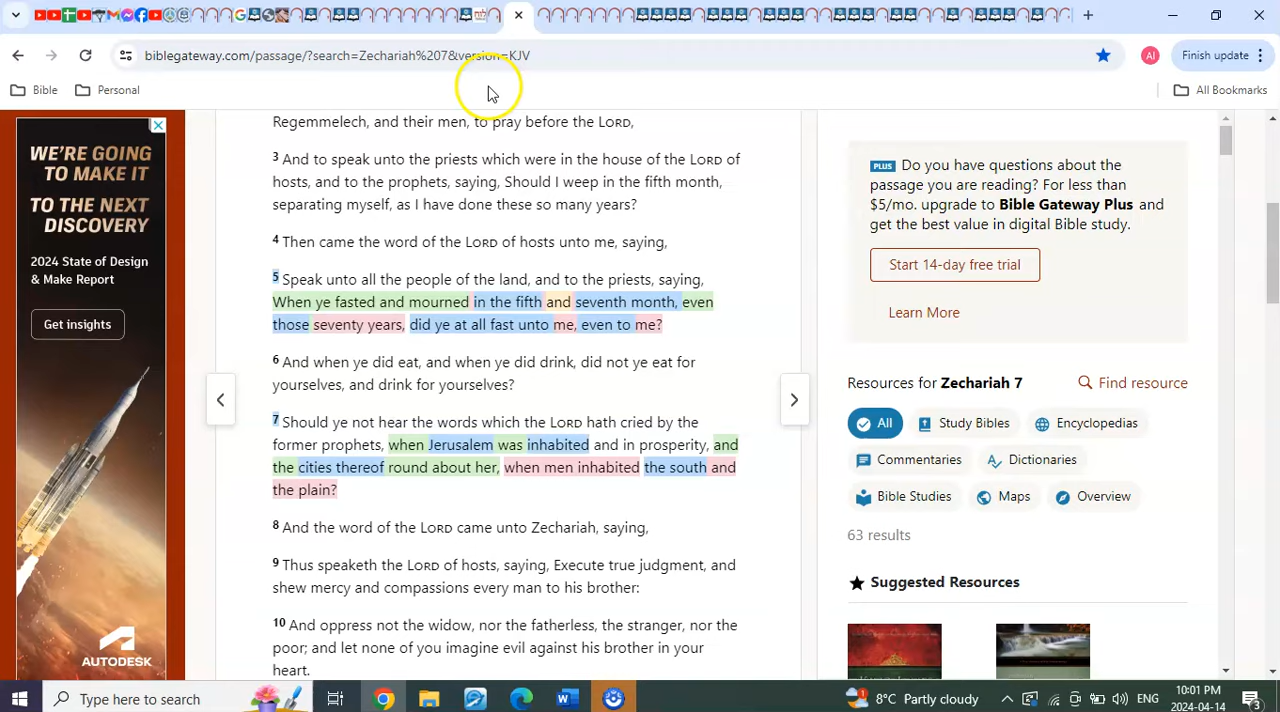 biblegateway.com/passage/?search=Zechariah%207&version=KJV
AI
Finish update
Bible
Personal
All Bookmarks
WE'RE GOING
TO MAKE IT
TO THE NEXT
DISCOVERY
2024 State of Design
& Make Report
Get insights
AUTODESK
Regemmelech, and their men, to pray before the LORD,
3 And to speak unto the priests which were in the house of the LORD of
hosts, and to the prophets, saying, Should I weep in the fifth month,
separating myself, as I have done these so many years?
4 Then came the word of the LORD of hosts unto me, saying,
5 Speak unto all the people of the land, and to the priests, saying,
When ye fasted and mourned in the fifth and seventh month, even
those seventy years, did ye at all fast unto me, even to me?
6 And when ye did eat, and when ye did drink, did not ye eat for
yourselves, and drink for yourselves?
7 Should ye not hear the words which the LORD hath cried by the
former prophets, when Jerusalem was inhabited and in prosperity, and
the cities thereof round about her, when men inhabited the south and
the plain?
8 And the word of the LORD came unto Zechariah, saying,
9 Thus speaketh the LORD of hosts, saying, Execute true judgment, and
shew mercy and compassions every man to his brother:
10 And oppress not the widow, nor the fatherless, the stranger, nor the
poor; and let none of you imagine evil against his brother in your
heart.
PLUS Do you have questions about the
passage you are reading? For less than
$5/mo. upgrade to Bible Gateway Plus and
get the best value in digital Bible study.
Start 14-day free trial
Learn More
Resources for Zechariah 7
Find resource
All
Study Bibles
Encyclopedias
Commentaries
Dictionaries
Bible Studies
Maps
Overview
63 results
Suggested Resources
Type here to search
8°C Partly cloudy
ENG
10:01 PM
2024-04-14
3